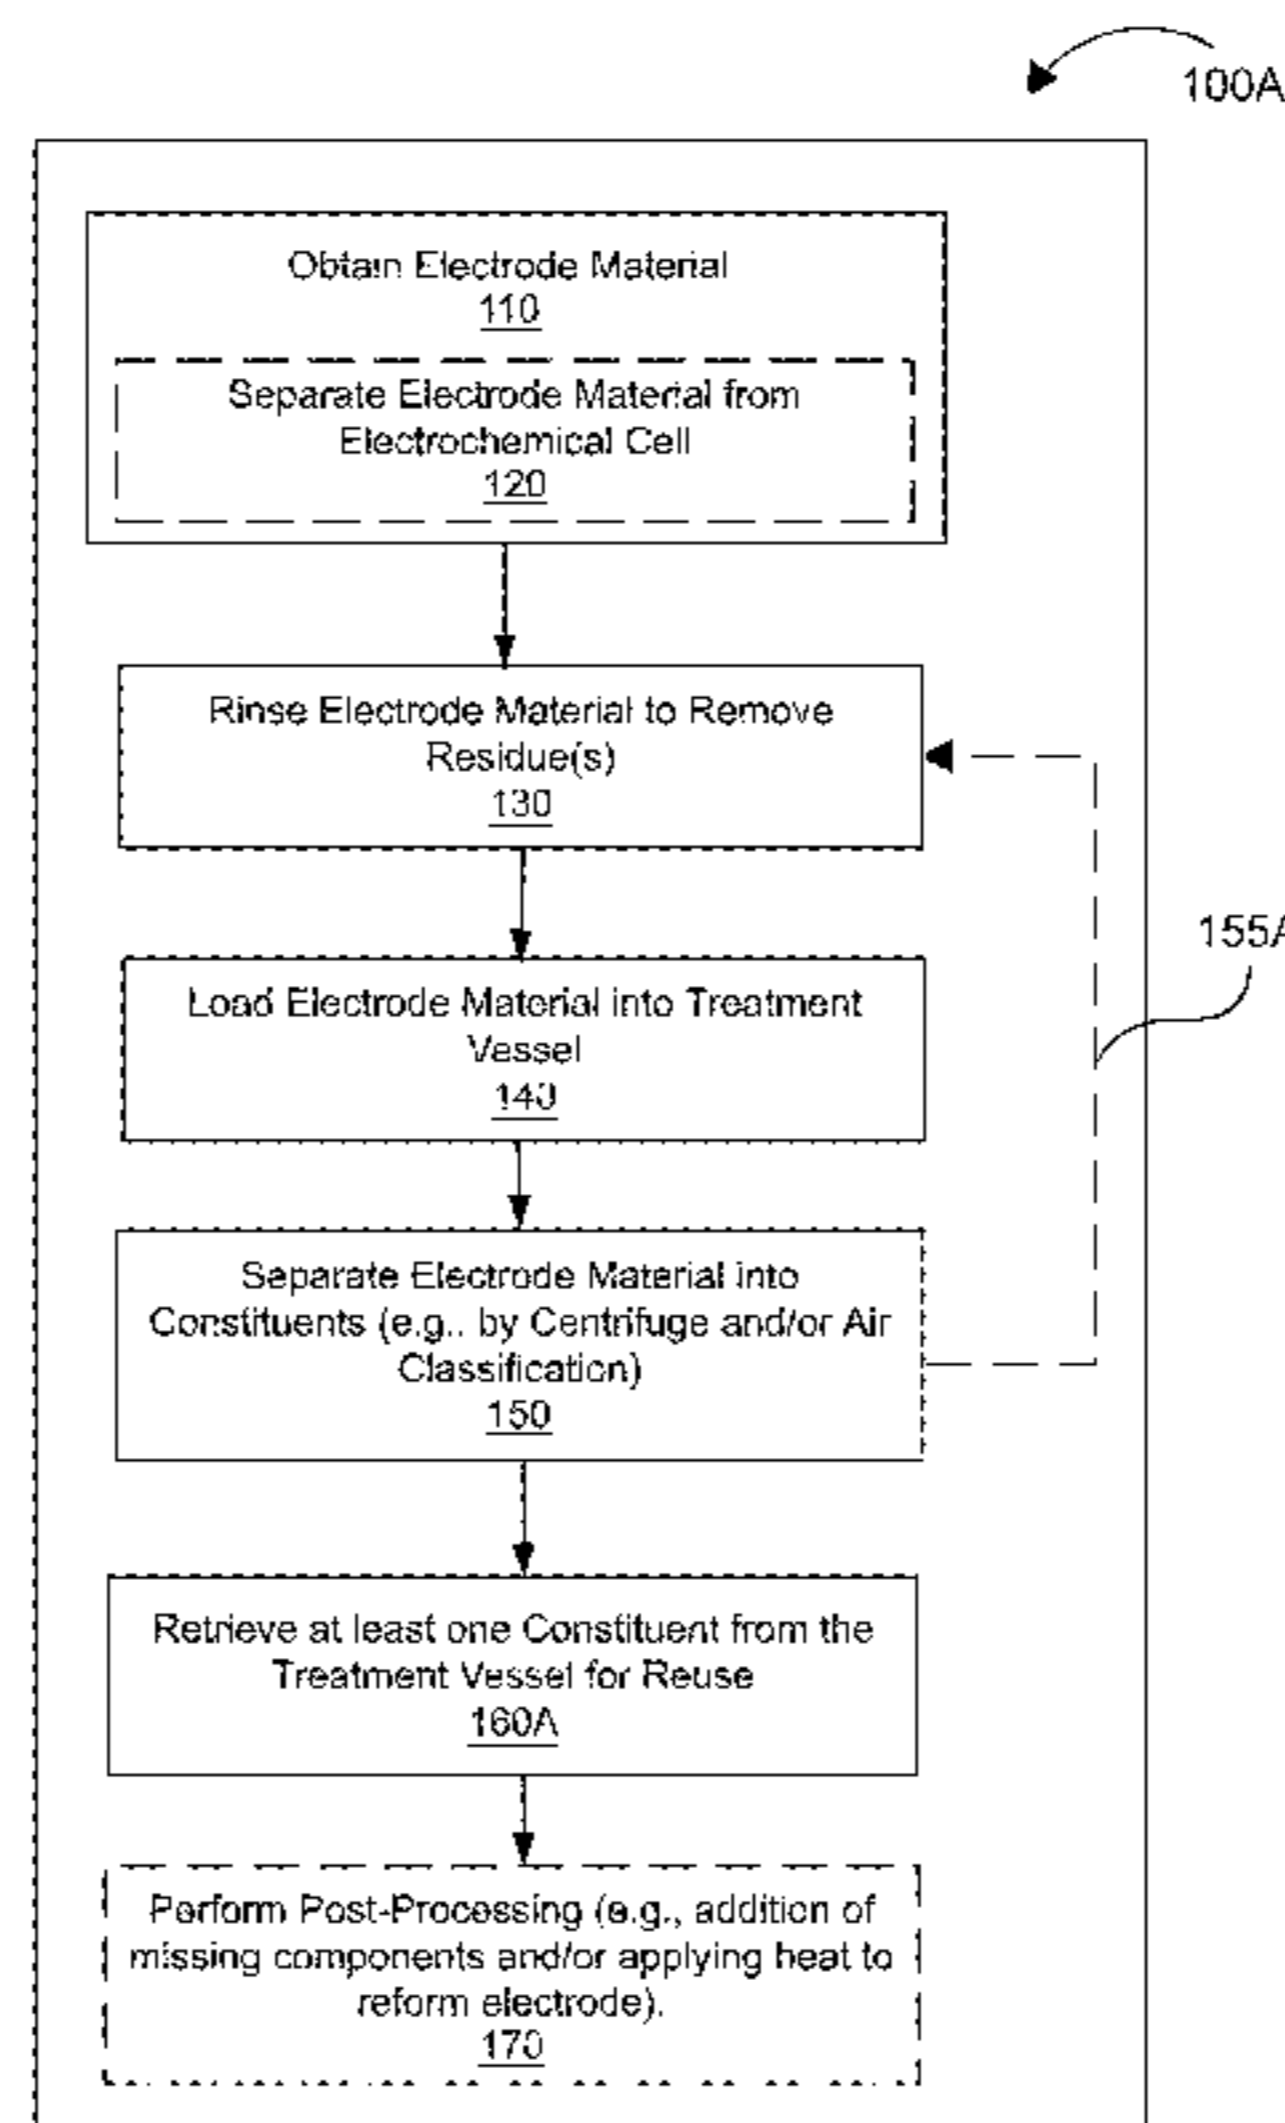 100A
Obtain Electrode Material
110
Separate Electrode Material from
Electrochemical Cell
120
Rinse Electrode Material to Remove
Residue(s)
130
155A
Load Electrode Material into Treatment
Vessel
140
Separate Electrode Material into
Constituents (e.g., by Centrifuge and/or Air
Classification)
150
Retrieve at least one Constituent from the
Treatment Vessel for Reuse
160A
Perform Post-Processing (e.g., addition of
missing components and/or applying heat to
reform electrode).
170